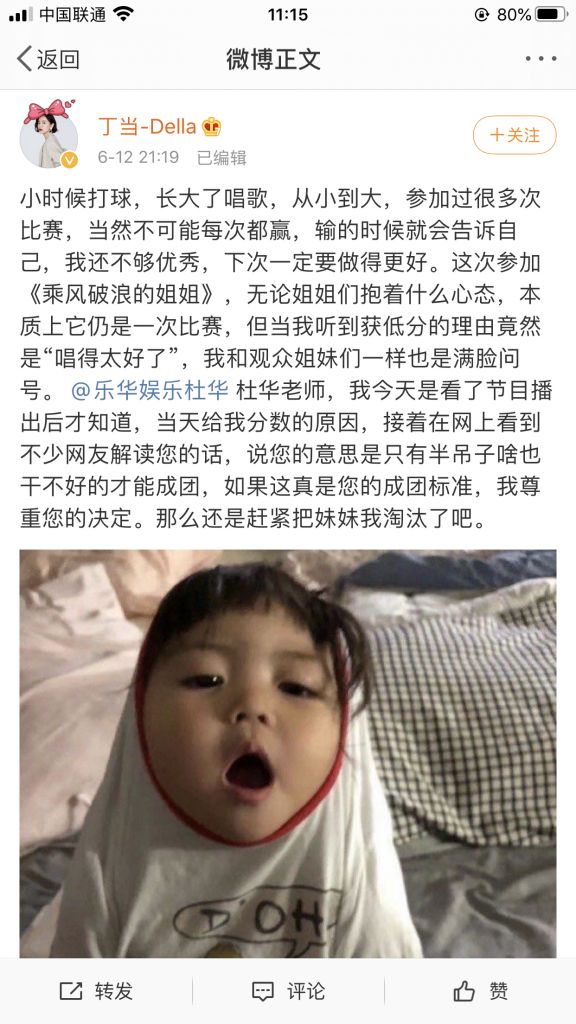 中国联通
11:15
80%
返回
微博正文
丁当-Della
6-12 21:19 已编辑
+关注
小时候打球，长大了唱歌，从小到大，参加过很多次
比赛，当然不可能每次都赢，输的时候就会告诉自
己，我还不够优秀，下次一定要做得更好。这次参加
《乘风破浪的姐姐》，无论姐姐们抱着什么心态，本
质上它仍是一次比赛，但当我听到获低分的理由竟然
是“唱得太好了”，我和观众姐妹们一样也是满脸问
号。 @乐华娱乐杜华 杜华老师，我今天是看了节目播
出后才知道，当天给我分数的原因，接着在网上看到
不少网友解读您的话，说您的意思是只有半吊子啥也
干不好的才能成团，如果这真是您的成团标准，我尊
重您的决定。那么还是赶紧把妹妹我淘汰了吧。
D'OH
转发
评论
赞